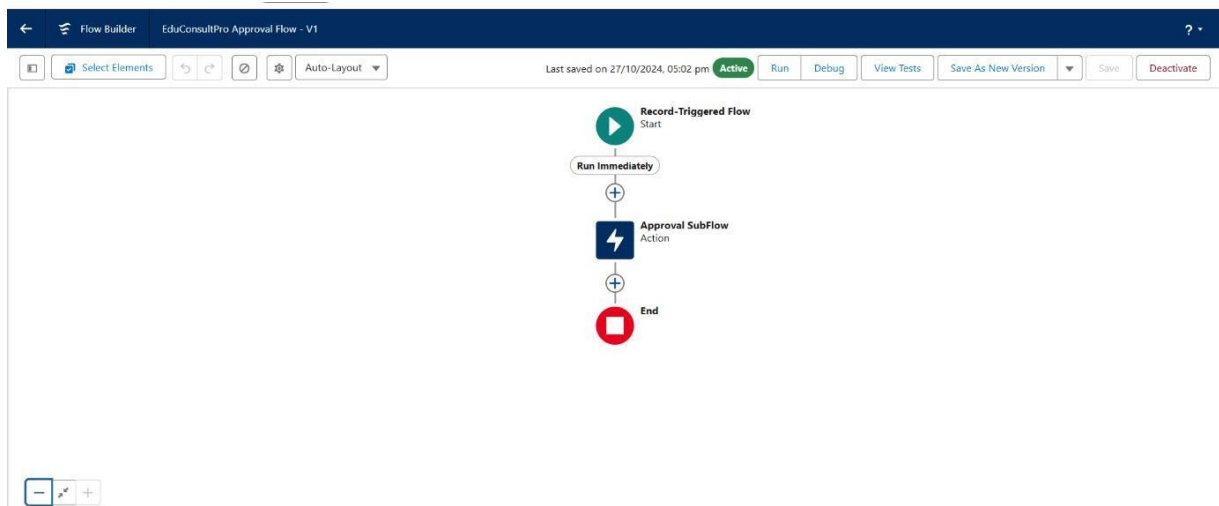 Flow Builder EduConsultPro Approval Flow - V1 ?
Select Elements Auto-Layout Last saved on 27/10/2024, 05:02 pm Active Run Debug View Tests Save As New Version Save Deactivate
Record-Triggered Flow
Start
Run Immediately
Approval SubFlow
Action
End